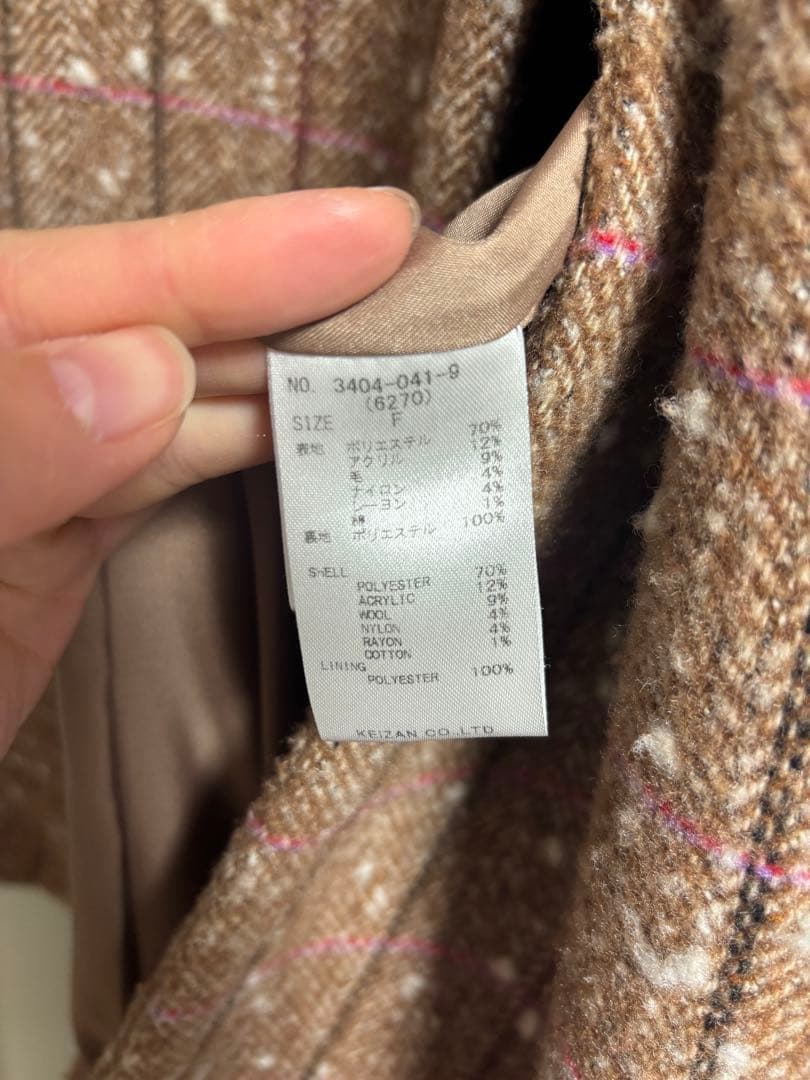 NO. 3404-041-9
(6270)
SIZE F
表地 ポリエステル 70%
アクリル 12%
毛 9%
ナイロン 4%
レーヨン 4%
綿 1%
裏地 ポリエステル 100%
SHELL
POLYESTER 70%
ACRYLIC 12%
WOOL 9%
NYLON 4%
RAYON 4%
COTTON 1%
LINING
POLYESTER 100%
KEIZAN CO.,LTD